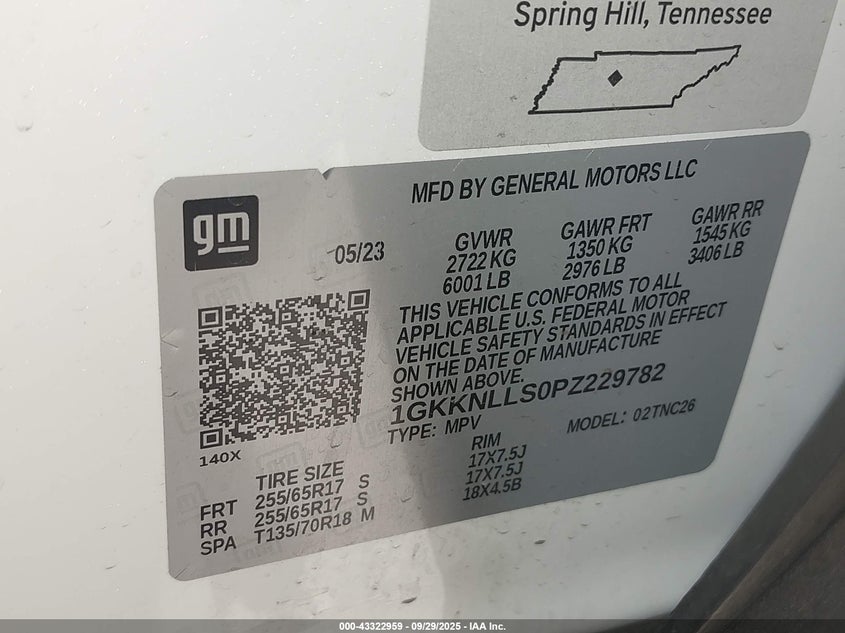 Spring Hill, Tennessee
MFD BY GENERAL MOTORS LLC
gm
05/23
GVWR
2722 KG
6001 LB
GAWR FRT
1350 KG
2976 LB
GAWR RR
1545 KG
3406 LB
THIS VEHICLE CONFORMS TO ALL
APPLICABLE U.S. FEDERAL MOTOR
VEHICLE SAFETY STANDARDS IN EFFECT
ON THE DATE OF MANUFACTURE
SHOWN ABOVE.
1GKKNLLS0PZ229782
TYPE: MPV
MODEL: 02TNC26
140X
TIRE SIZE
RIM
FRT 255/65R17 S 17X7.5J
RR 255/65R17 S 17X7.5J
SPA T135/70R18 M 18X4.5B
000-43322959 - 09/29/2025 - IAA Inc.